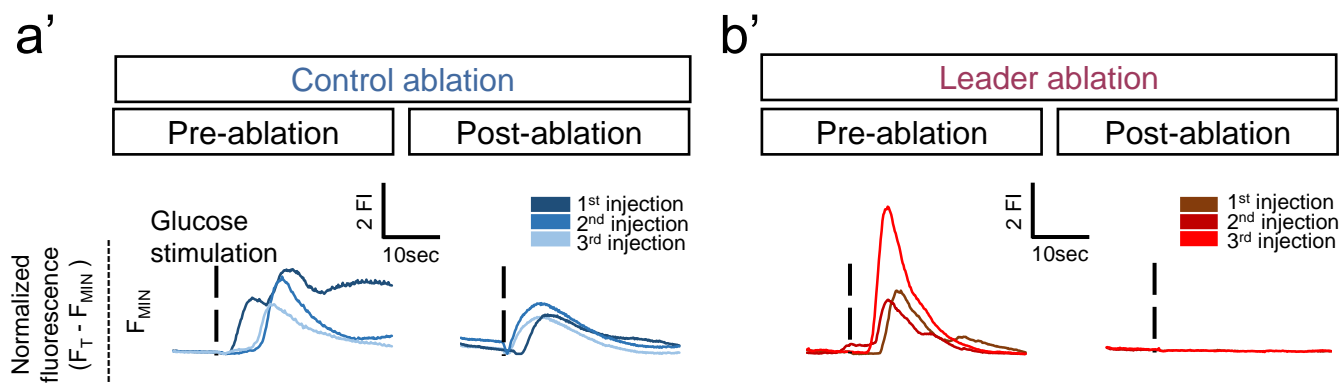 a’
Control ablation
Pre-ablation
Post-ablation
Glucose
stimulation
2 FI
10sec
1st injection
2nd injection
3rd injection
Normalized
fluorescence
(FT - FMIN )
FMIN
b’
Leader ablation
Pre-ablation
Post-ablation
2 FI
10sec
1st injection
2nd injection
3rd injection